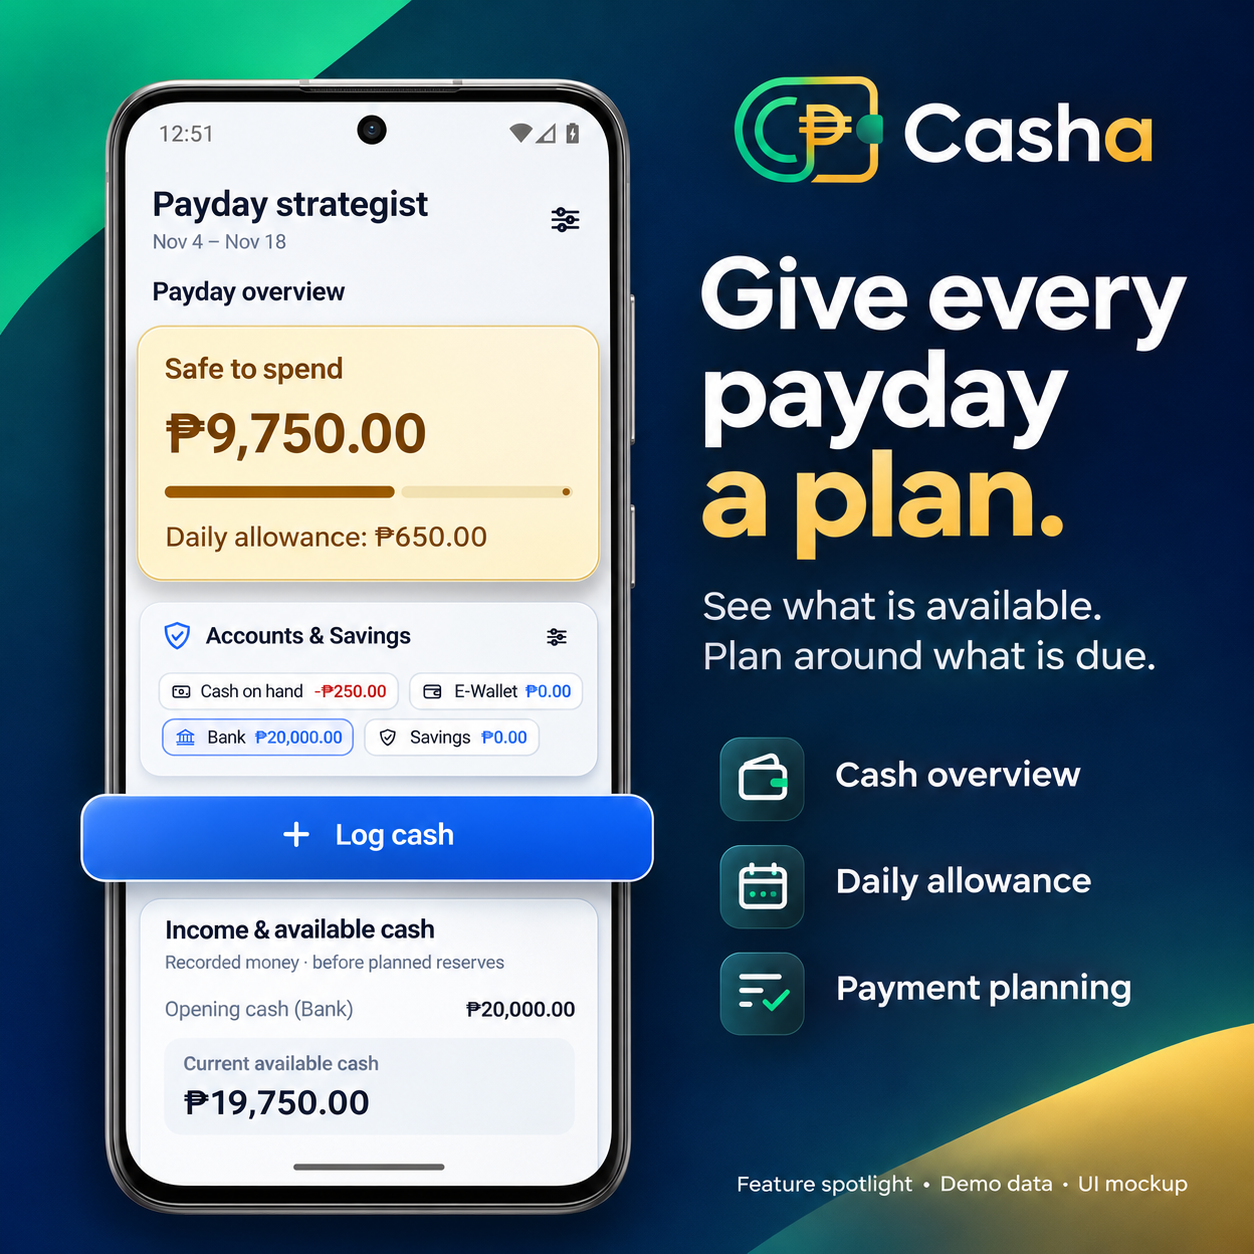 12:51
Payday strategist
Nov 4 – Nov 18
Payday overview
Safe to spend
₱9,750.00
Daily allowance: ₱650.00
Accounts & Savings
Cash on hand -₱250.00
E-Wallet ₱0.00
Bank ₱20,000.00
Savings ₱0.00
+ Log cash
Income & available cash
Recorded money · before planned reserves
Opening cash (Bank) ₱20,000.00
Current available cash
₱19,750.00
₱ Casha
Give every
payday
a plan.
See what is available.
Plan around what is due.
Cash overview
Daily allowance
Payment planning
Feature spotlight • Demo data • UI mockup